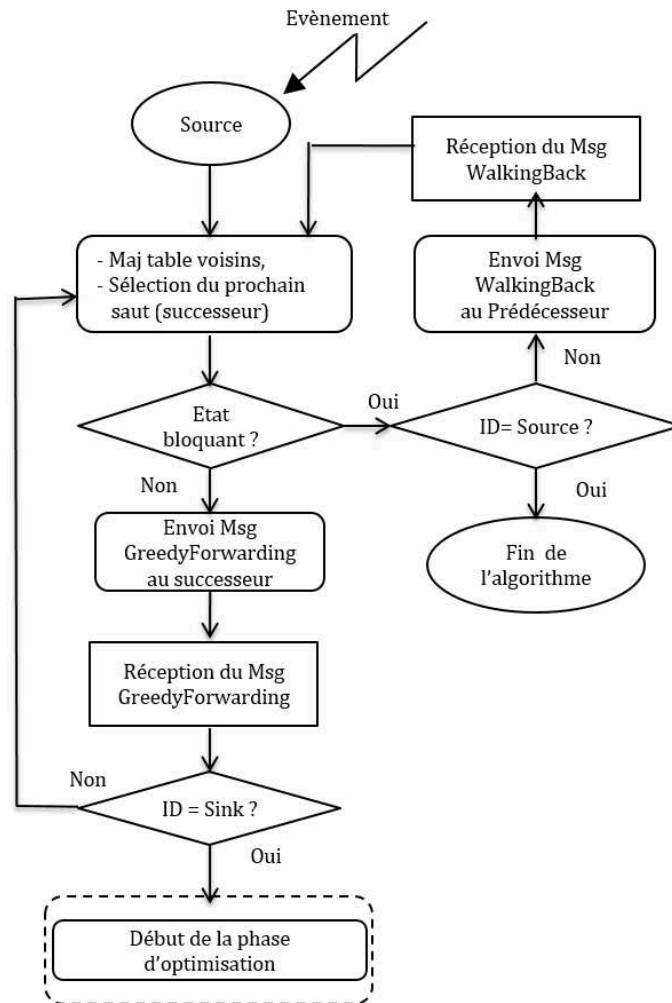 Evènement
Source
Réception du Msg
WalkingBack
- Maj table voisins,
- Sélection du prochain
saut (successeur)
Envoi Msg
WalkingBack
au Prédécesseur
Non
Etat
bloquant ?
Oui
ID= Source ?
Non
Oui
Envoi Msg
GreedyForwarding
au successeur
Fin de
l'algorithme
Réception du Msg
GreedyForwarding
Non
ID = Sink ?
Oui
Début de la phase
d'optimisation